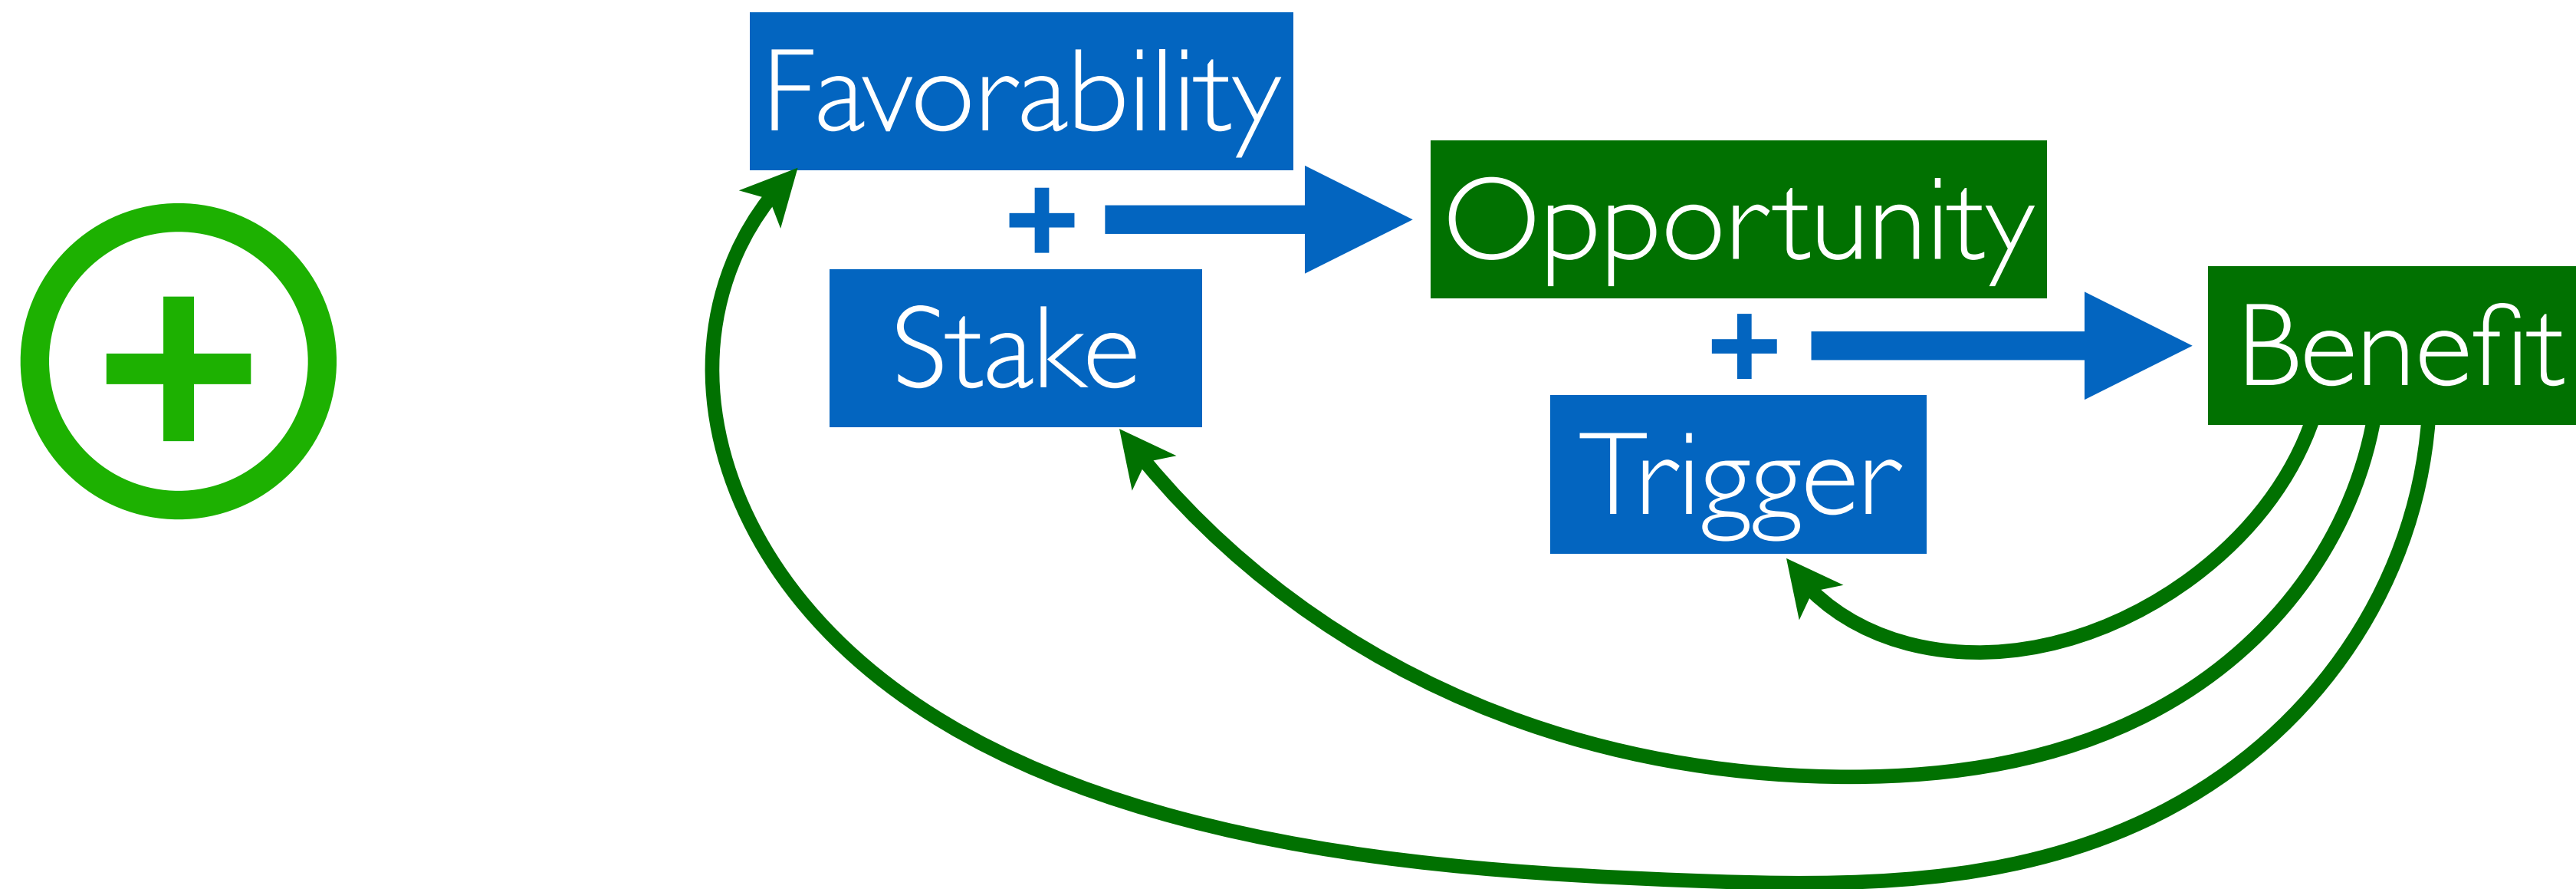 Favorability
+
Stake
Opportunity
+
Trigger
Benefit
+